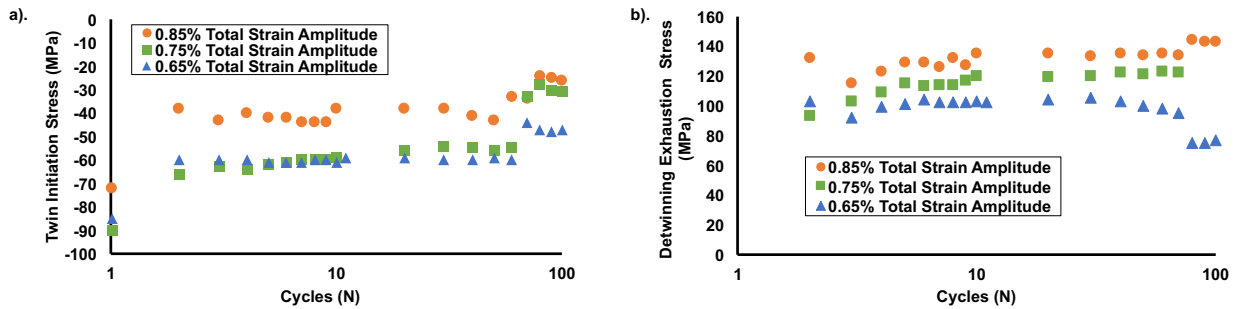 a).
0
-10
-20
-30
-40
-50
-60
-70
-80
-90
-100
Twin Initiation Stress (MPa)
0.85% Total Strain Amplitude
0.75% Total Strain Amplitude
0.65% Total Strain Amplitude
1
10
100
Cycles (N)
b).
160
140
120
100
80
60
40
20
0
Detwinning Exhaustion Stress
(MPa)
0.85% Total Strain Amplitude
0.75% Total Strain Amplitude
0.65% Total Strain Amplitude
1
10
100
Cycles (N)